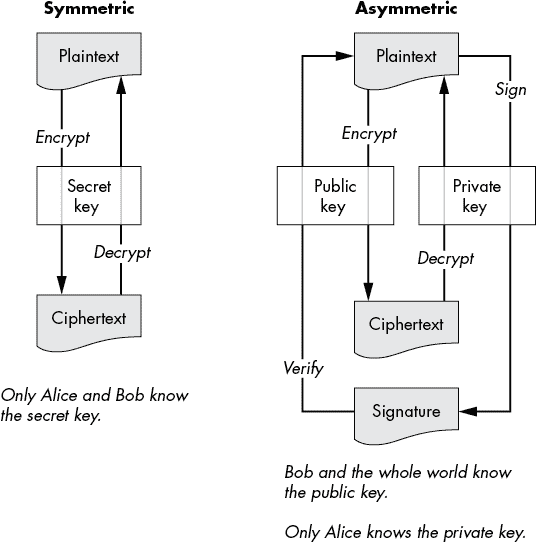 Symmetric
Plaintext
Encrypt
Secret
key
Decrypt
Ciphertext
Only Alice and Bob know
the secret key.
Asymmetric
Plaintext
Sign
Encrypt
Public
key
Private
key
Decrypt
Ciphertext
Verify
Signature
Bob and the whole world know
the public key.
Only Alice knows the private key.